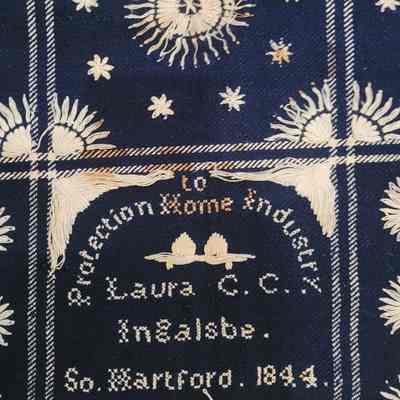 Protection to Home Industry
Laura C. C.
Ingalsbe.
So. Hartford. 1844.